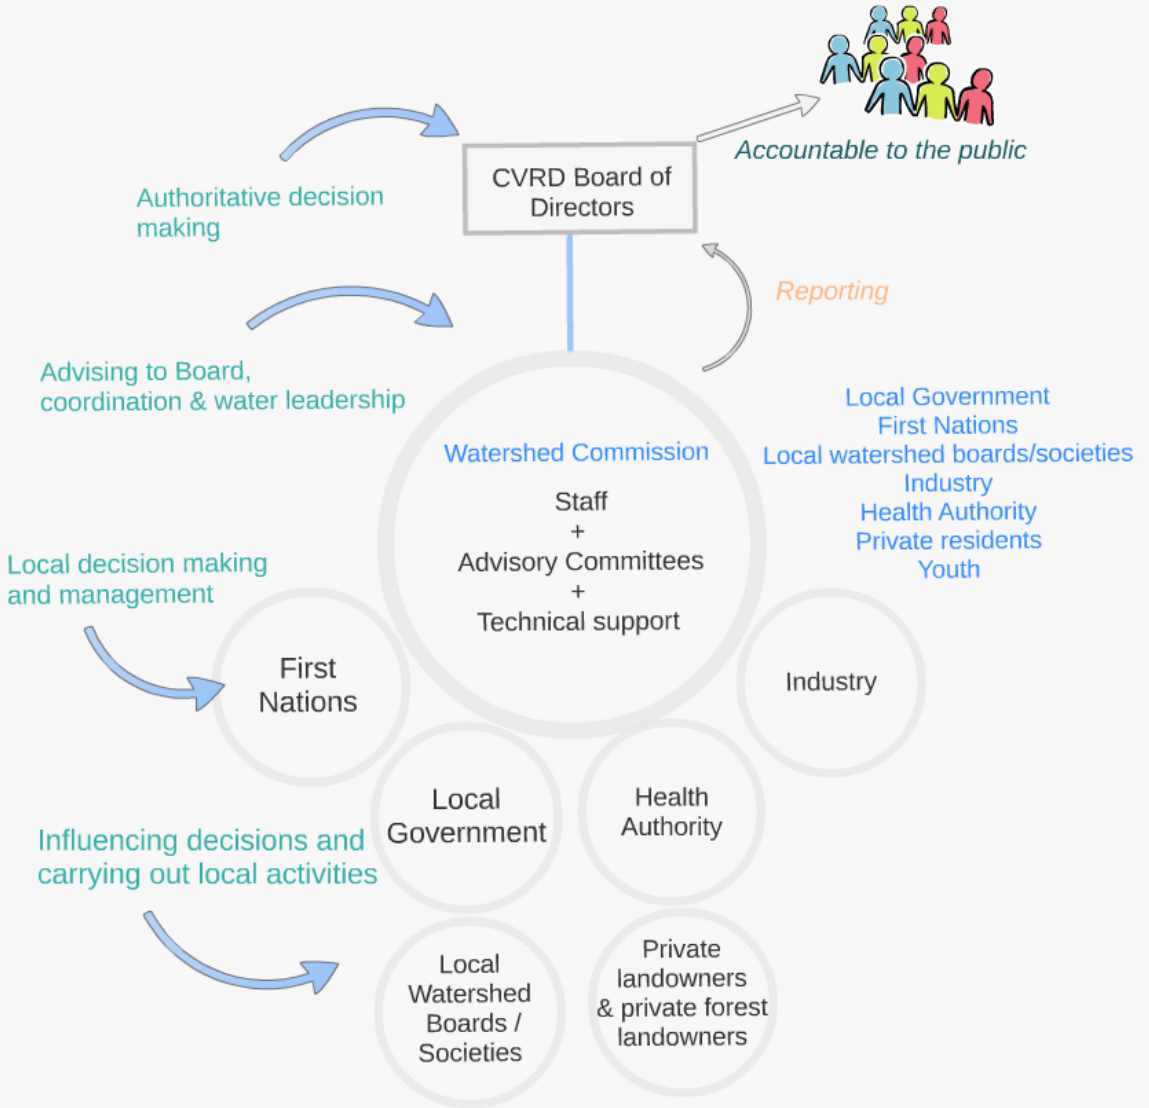 Accountable to the public
CVRD Board of
Directors
Authoritative decision
making
Reporting
Advising to Board,
coordination & water leadership
Local Government
First Nations
Local watershed boards/societies
Industry
Health Authority
Private residents
Youth
Watershed Commission
Staff
+
Advisory Committees
+
Technical support
Local decision making
and management
First
Nations
Industry
Local
Government
Health
Authority
Influencing decisions and
carrying out local activities
Local
Watershed
Boards /
Societies
Private
landowners
& private forest
landowners